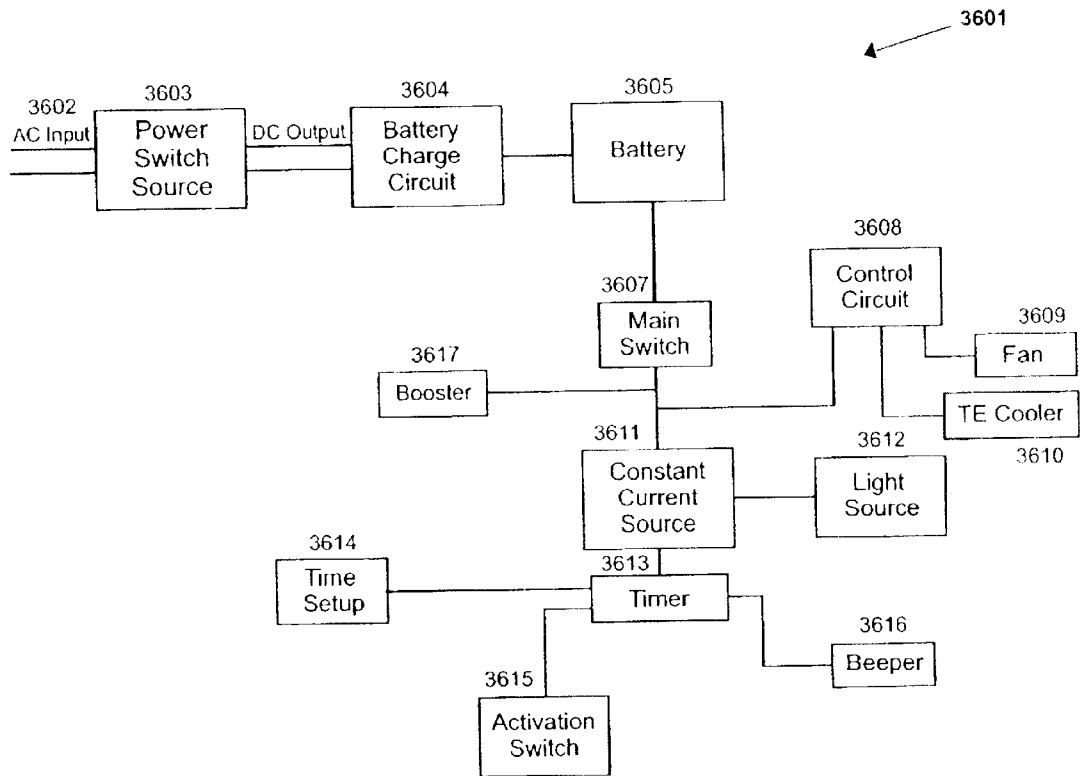 3601
3602
AC Input
3603
Power
Switch
Source
DC Output
3604
Battery
Charge
Circuit
3605
Battery
3607
Main
Switch
3608
Control
Circuit
3609
Fan
TE Cooler
3610
3617
Booster
3611
Constant
Current
Source
3612
Light
Source
3614
Time
Setup
3613
Timer
3616
Beeper
3615
Activation
Switch